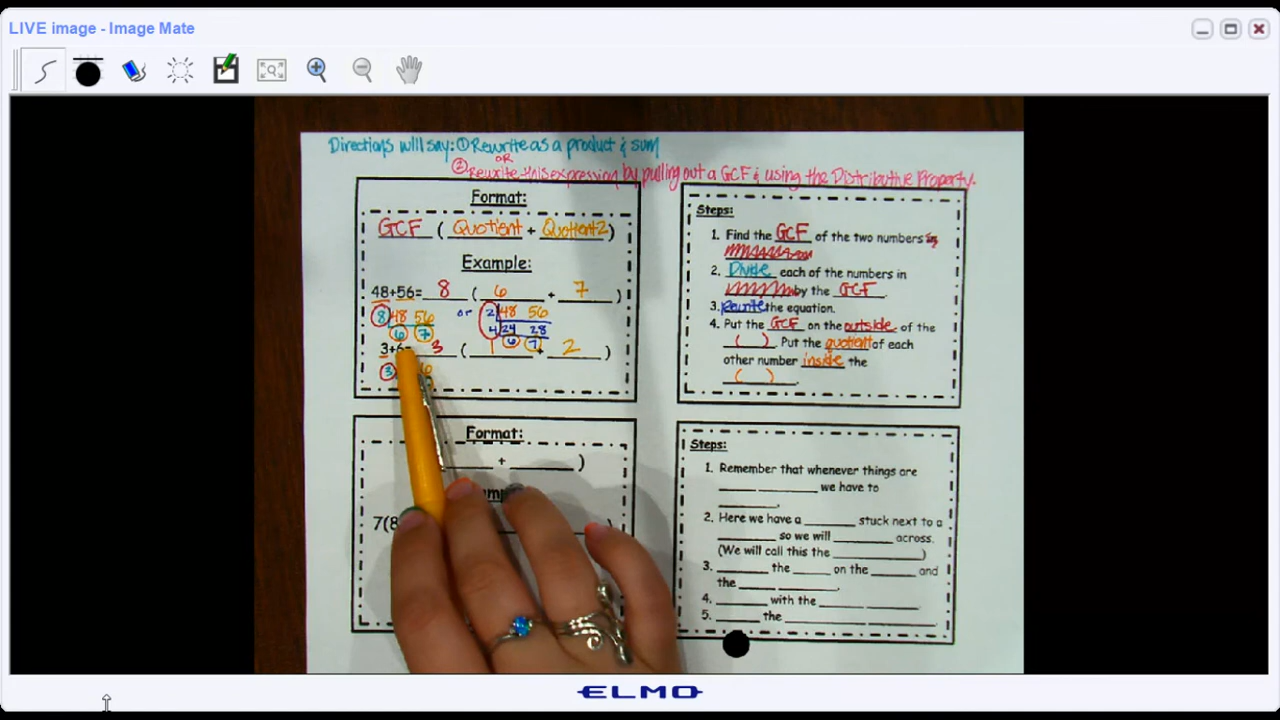 LIVE image - Image Mate
Directions will say: ① Rewrite as a product & sum
OR
② Rewrite this expression by pulling out a GCF & using the Distributive Property.
Format:
GCF ( Quotient + Quotient 2 )
Example:
48+56= 8 ( 6 + 7 )
8 48 56 or 2 48 56
6 7 4 24 28
6 7
3+6= 3 ( 1 + 2 )
3 6
Steps:
1. Find the GCF of the two numbers
2. Divide each of the numbers in
by the GCF.
3. rewrite the equation.
4. Put the GCF on the outside of the
( ). Put the quotient of each
other number inside the
( ).
Format:
+ )
7(8 )
Steps:
1. Remember that whenever things are
we have to
2. Here we have a stuck next to a
so we will across.
(We will call this the )
3. the on the and
the .
4. with the .
5. the .
ELMO